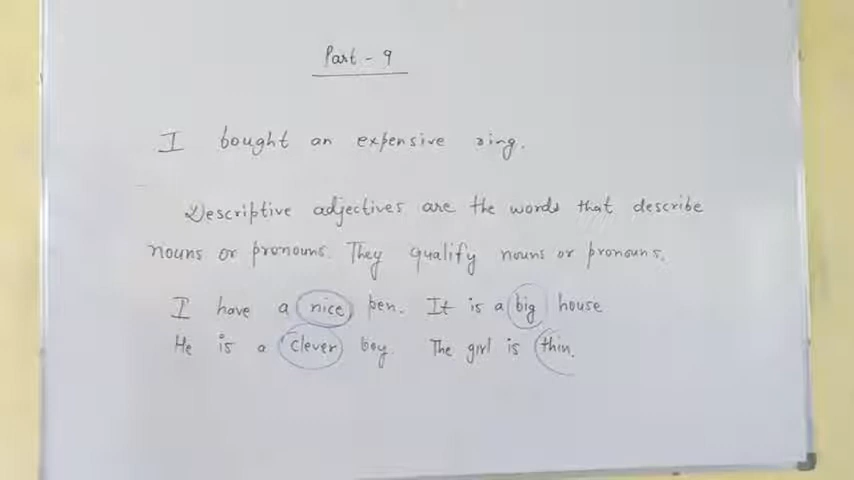 Part - 9
I bought an expensive ring.
Descriptive adjectives are the words that describe
nouns or pronouns. They qualify nouns or pronouns.
I have a nice pen. It is a big house
He is a clever boy. The girl is thin.